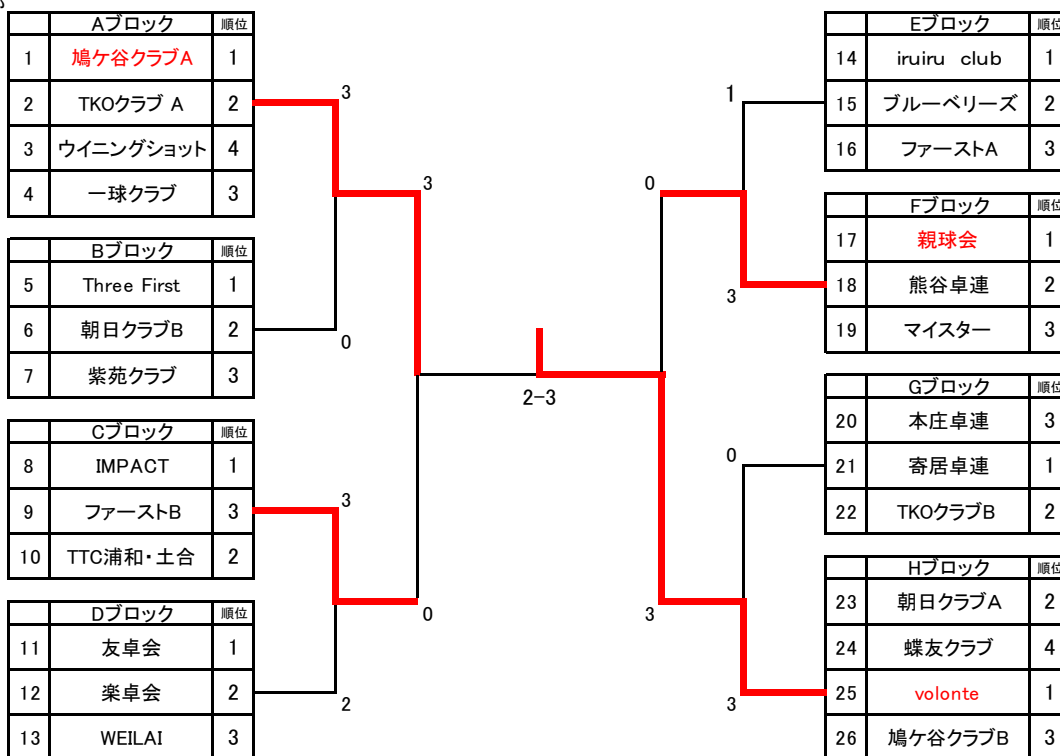 Aブロック 順位
1 鳩ケ谷クラブA 1
2 TKOクラブ A 2
3 ウイニングショット 4
4 一球クラブ 3
Bブロック 順位
5 Three First 1
6 朝日クラブB 2
7 紫苑クラブ 3
Cブロック 順位
8 IMPACT 1
9 ファーストB 3
10 TTC浦和・土合 2
Dブロック 順位
11 友卓会 1
12 楽卓会 2
13 WEILAI 3
3
0
3
3
2
0
2-3
1
3
0
0
3
3
Eブロック 順位
14 iruiru club 1
15 ブルーベリーズ 2
16 ファーストA 3
Fブロック 順位
17 親球会 1
18 熊谷卓連 2
19 マイスター 3
Gブロック 順位
20 本庄卓連 3
21 寄居卓連 1
22 TKOクラブB 2
Hブロック 順位
23 朝日クラブA 2
24 蝶友クラブ 4
25 volonte 1
26 鳩ケ谷クラブB 3